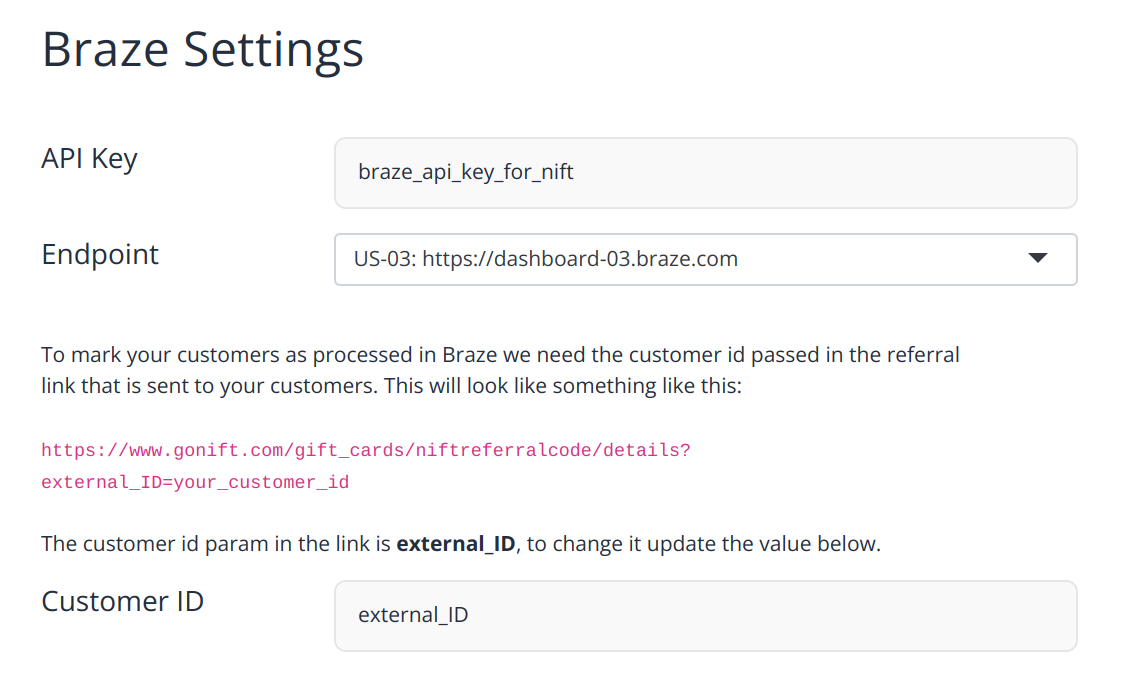 Braze Settings
API Key
braze_api_key_for_nift
Endpoint
US-03: https://dashboard-03.braze.com
To mark your customers as processed in Braze we need the customer id passed in the referral
link that is sent to your customers. This will look like something like this:
https://www.gonift.com/gift_cards/niftreferralcode/details?
external_ID=your_customer_id
The customer id param in the link is external_ID, to change it update the value below.
Customer ID
external_ID